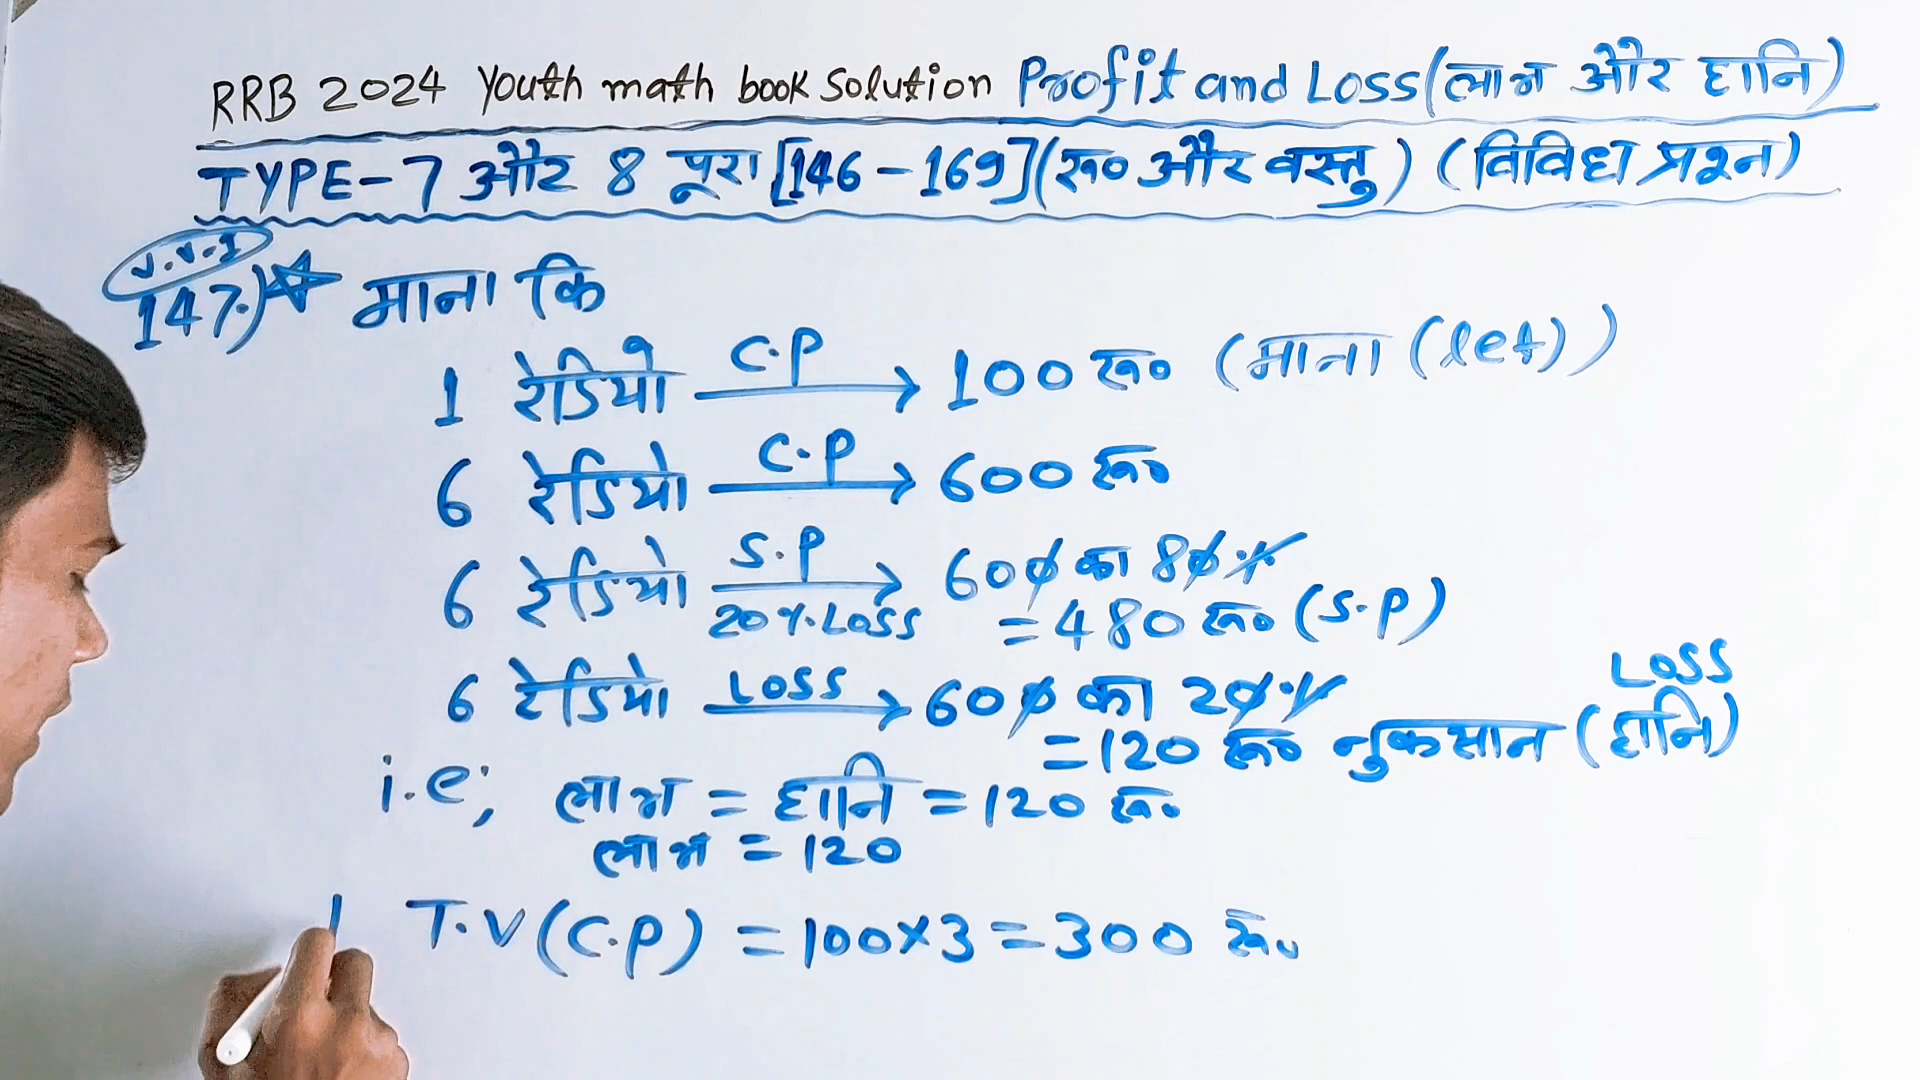 RRB 2024 Youth math book Solution Profit and Loss (लाभ और हानि)
TYPE-7 और 8 पूरा [146-169] (रू० और वस्तु) (विविध प्रश्न)
V.V.I
147.) ☆ माना कि
1 रेडियो C.P → 100 रू० (माना (let))
6 रेडियो C.P → 600 रू०
6 रेडियो S.P → 600 का 80%
20%.Loss = 480 रू० (S.P)
6 रेडियो Loss → 600 का 20%
= 120 रू० नुकसान (हानि) Loss
i.e; लाभ = हानि = 120 रू०
लाभ = 120
1 T.V (C.P) = 100×3 = 300 रू०